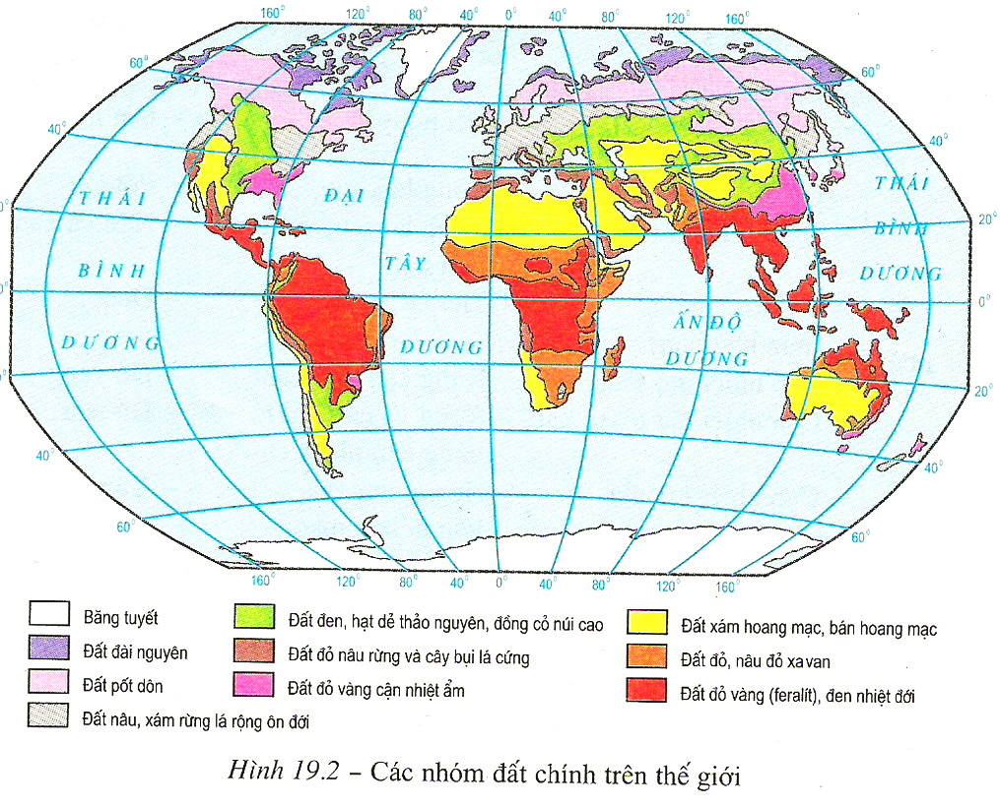 160° 120° 80° 40° 0° 40° 80° 120° 160°
60° 60°
40° 40°
THÁI ĐẠI THÁI
0° 20°
BÌNH
BÌNH TÂY DƯƠNG
0° 0°
ẤN ĐỘ
DƯƠNG DƯƠNG DƯƠNG
0° 20°
40° 40°
60° 60°
160° 120° 80° 40° 0° 40° 80° 120° 160°
Băng tuyết
Đất đài nguyên
Đất pốt dôn
Đất nâu, xám rừng lá rộng ôn đới
Đất đen, hạt dẻ thảo nguyên, đồng cỏ núi cao
Đất đỏ nâu rừng và cây bụi lá cứng
Đất đỏ vàng cận nhiệt ẩm
Đất xám hoang mạc, bán hoang mạc
Đất đỏ, nâu đỏ xavan
Đất đỏ vàng (feralít), đen nhiệt đới
Hình 19.2 – Các nhóm đất chính trên thế giới